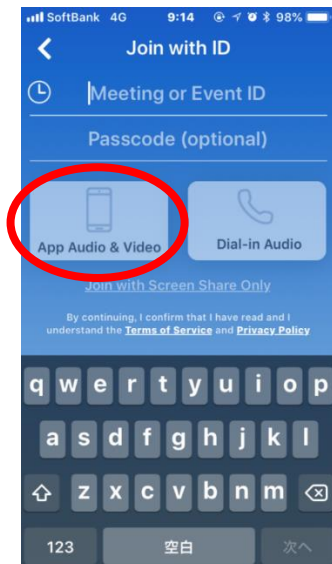 SoftBank 4G 9:14 98%
Join with ID
Meeting or Event ID
Passcode (optional)
App Audio & Video Dial-in Audio
Join with Screen Share Only
By continuing, I confirm that I have read and I
understand the Terms of Service and Privacy Policy
q w e r t y u i o p
a s d f g h j k l
z x c v b n m
123 空白 次へ